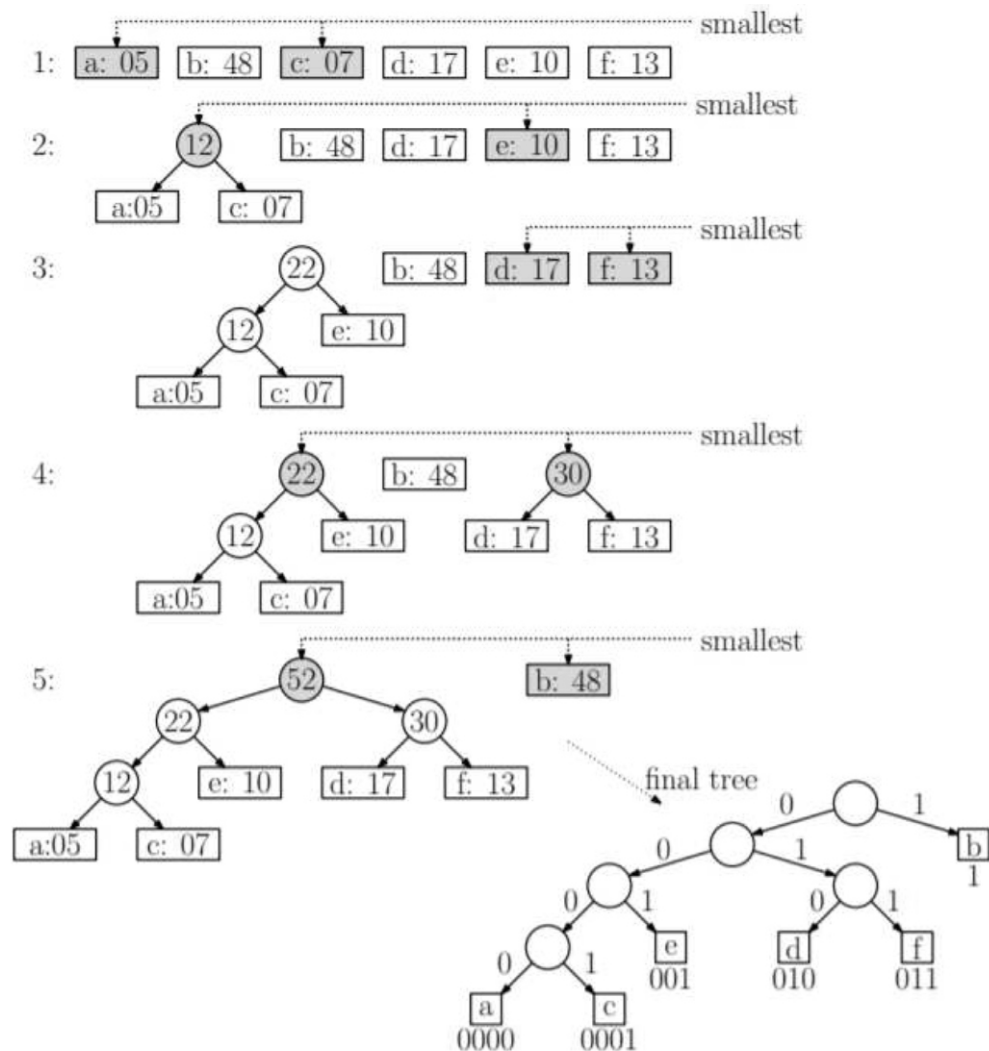 smallest
1: a: 05 b: 48 c: 07 d: 17 e: 10 f: 13
smallest
2: 12 b: 48 d: 17 e: 10 f: 13
a:05 c: 07
smallest
3: 22 b: 48 d: 17 f: 13
12 e: 10
a:05 c: 07
smallest
4: 22 b: 48 30
12 e: 10 d: 17 f: 13
a:05 c: 07
smallest
5: 52 b: 48
22 30
12 e: 10 d: 17 f: 13
final tree
0 1
a:05 c: 07
0 1 b
1
0 1 0 1
e d f
0 1 001 010 011
a c
0000 0001